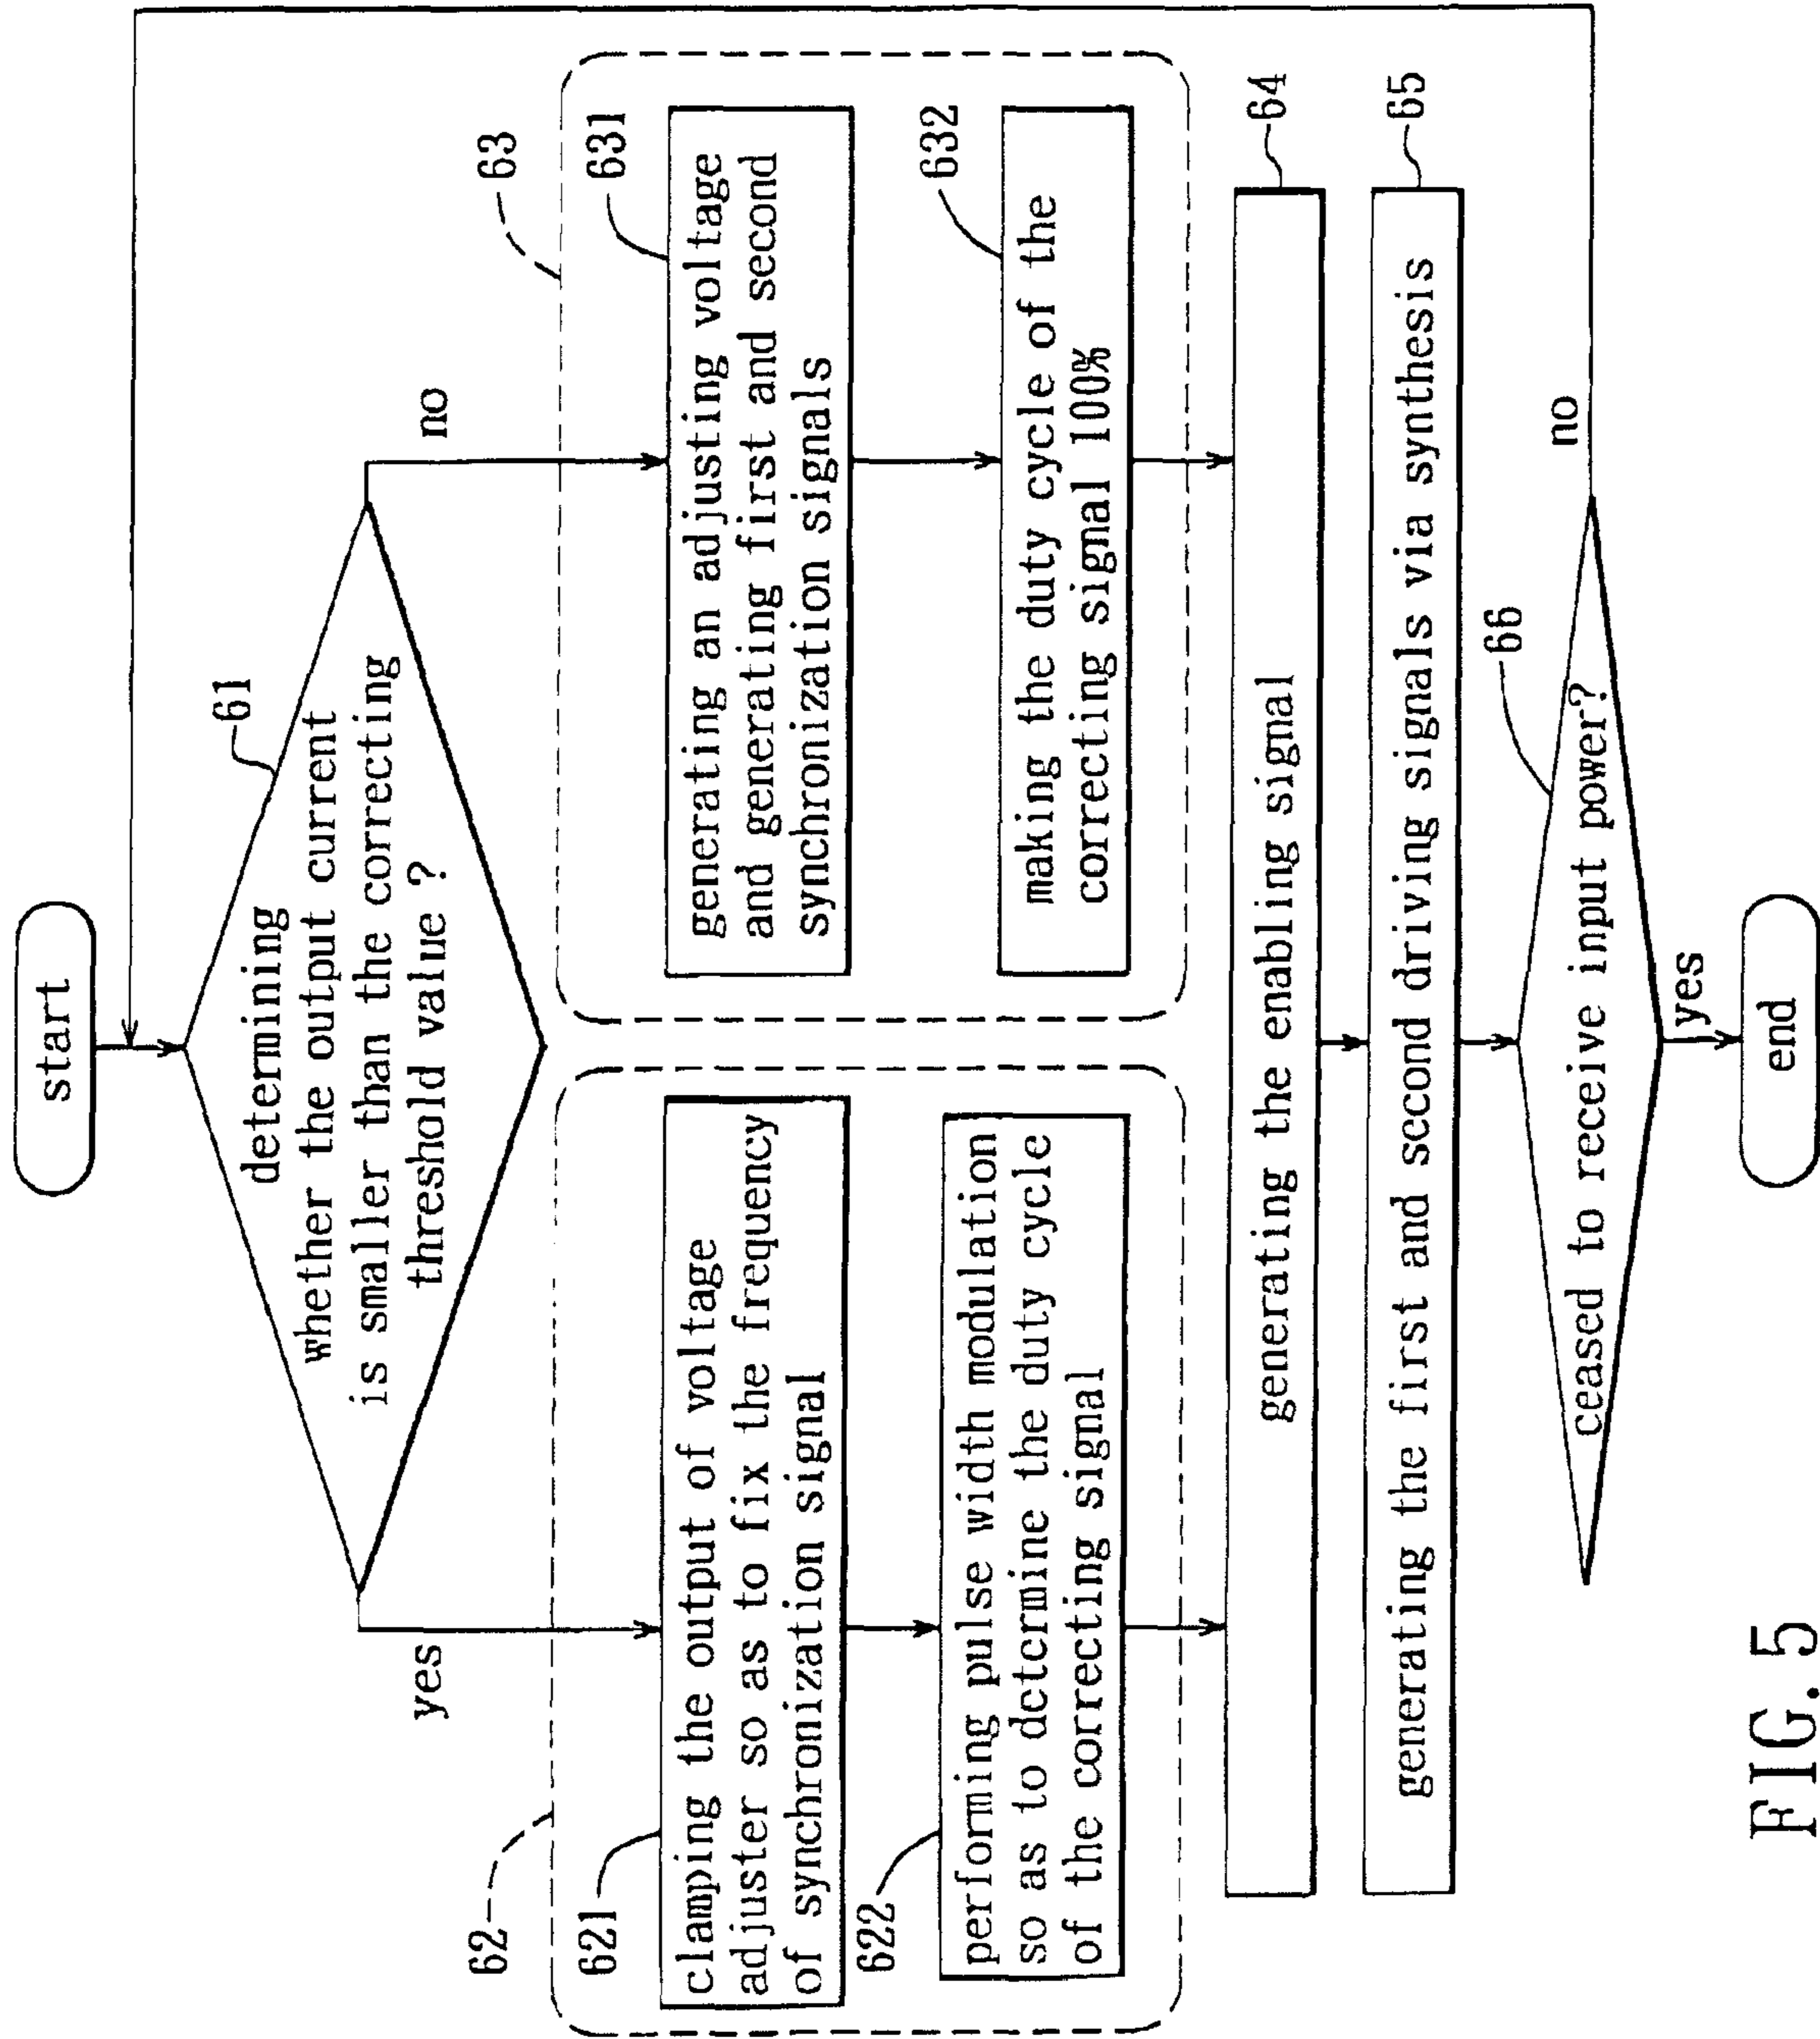 start
61
determining
whether the output current
is smaller than the correcting
threshold value ?
yes
no
62
621
clamping the output of voltage
adjuster so as to fix the frequency
of synchronization signal
622
performing pulse width modulation
so as to determine the duty cycle
of the correcting signal
63
631
generating an adjusting voltage
and generating first and second
synchronization signals
632
making the duty cycle of the
correcting signal 100%
64
generating the enabling signal
65
generating the first and second driving signals via synthesis
66
ceased to receive input power?
no
yes
end
FIG. 5